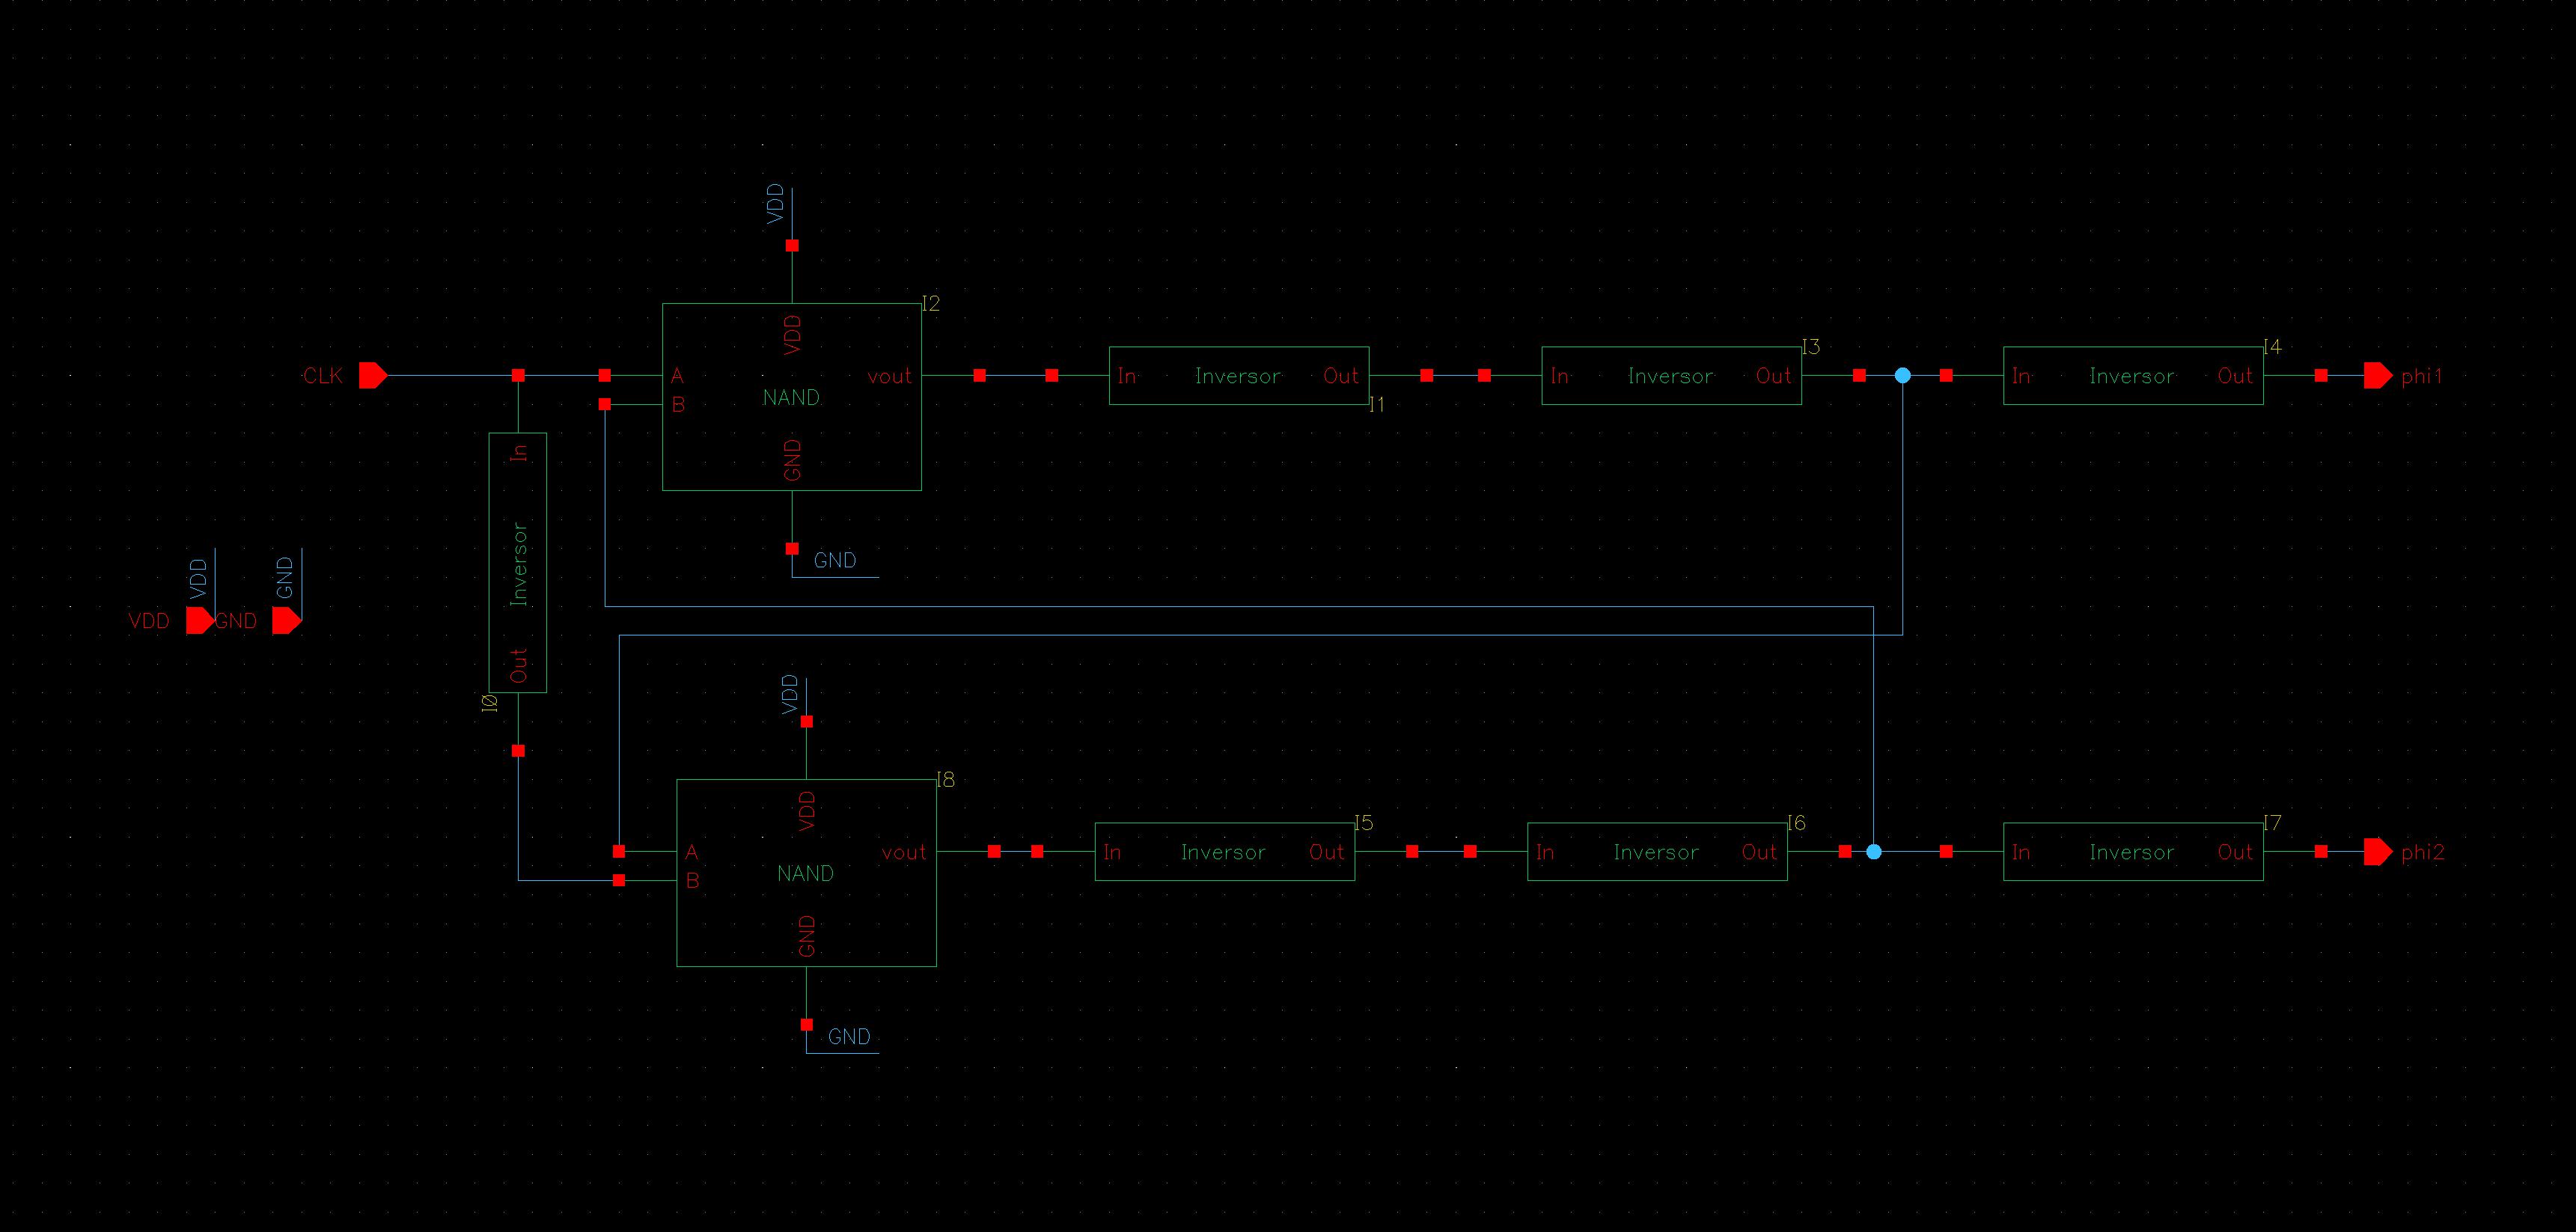 VDD
I2
VDD
CLK
A
B
NAND
vout
GND
GND
In
Inversor
Out
I1
In
Inversor
Out
I3
In
Inversor
Out
I4
phi1
In
Inversor
Out
I0
VDD
VDD
GND
GND
VDD
I8
VDD
A
B
NAND
vout
GND
GND
In
Inversor
Out
I5
In
Inversor
Out
I6
In
Inversor
Out
I7
phi2